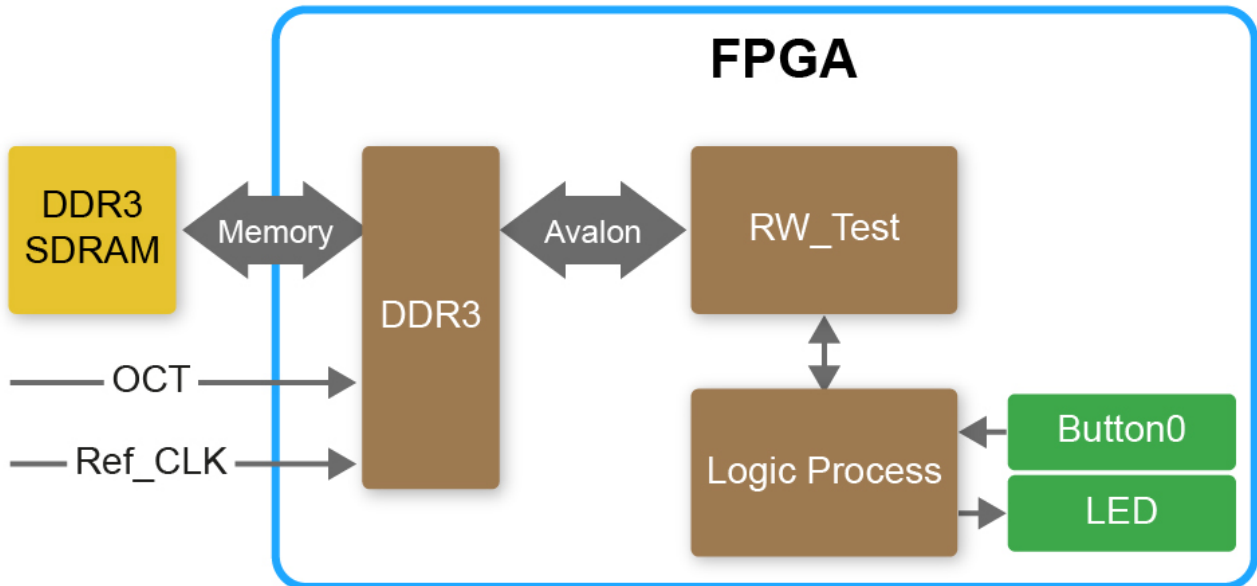 FPGA
DDR3
SDRAM
Memory
DDR3
Avalon
RW_Test
OCT
Ref_CLK
Logic Process
Button0
LED